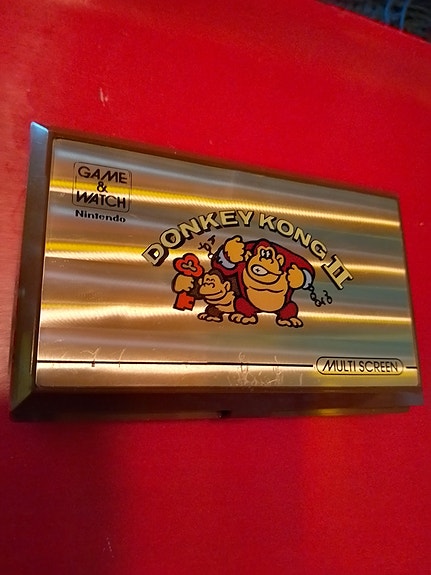 GAME
&
WATCH
Nintendo
DONKEY KONG II
MULTI SCREEN